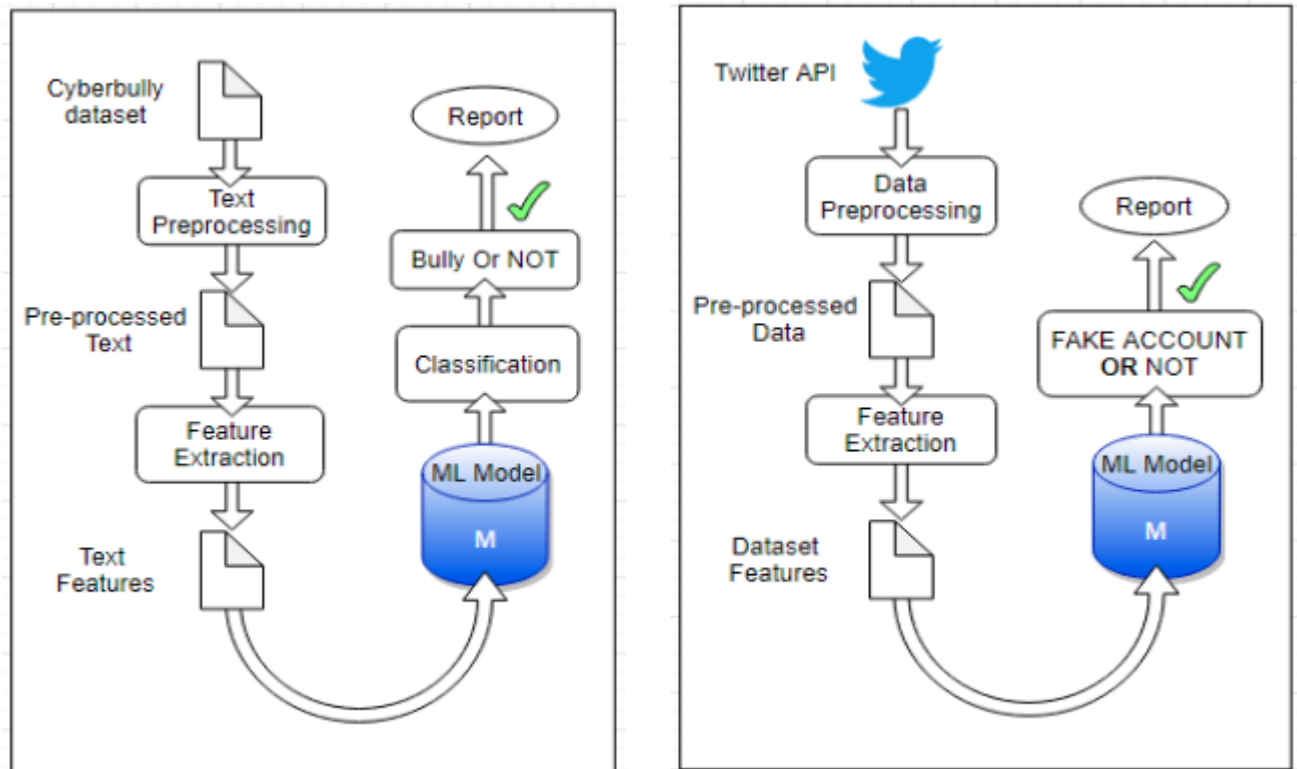 Cyberbully
dataset
Text
Preprocessing
Pre-processed
Text
Feature
Extraction
Text
Features
ML Model
M
Classification
Bully Or NOT
Report
Twitter API
Data
Preprocessing
Pre-processed
Data
Feature
Extraction
Dataset
Features
ML Model
M
FAKE ACCOUNT
OR NOT
Report